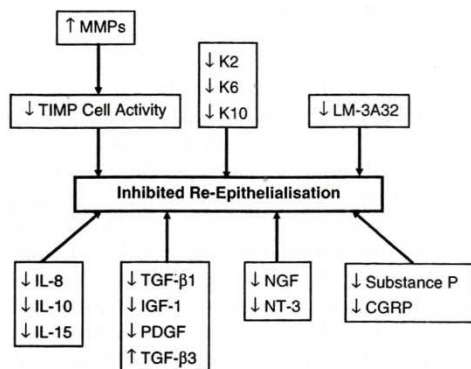 ↑ MMPs
↓ TIMP Cell Activity
↓ K2
↓ K6
↓ K10
↓ LM-3A32
Inhibited Re-Epithelialisation
↓ IL-8
↓ IL-10
↓ IL-15
↓ TGF-β1
↓ IGF-1
↓ PDGF
↑ TGF-β3
↓ NGF
↓ NT-3
↓ Substance P
↓ CGRP